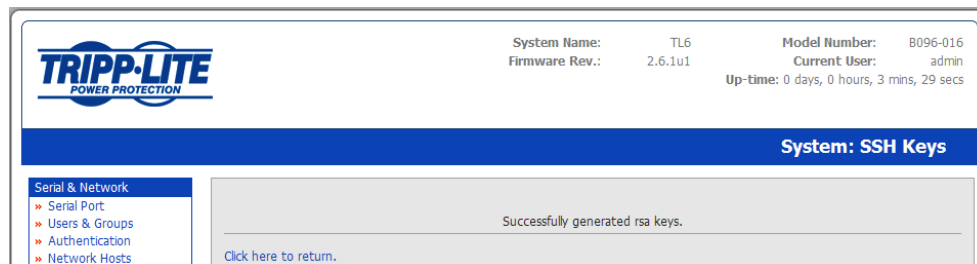 TRIPP·LITE
POWER PROTECTION
System Name: TL6 Model Number: B096-016
Firmware Rev.: 2.6.1u1 Current User: admin
Up-time: 0 days, 0 hours, 3 mins, 29 secs
System: SSH Keys
Serial & Network
» Serial Port
» Users & Groups
» Authentication
» Network Hosts
Successfully generated rsa keys.
Click here to return.